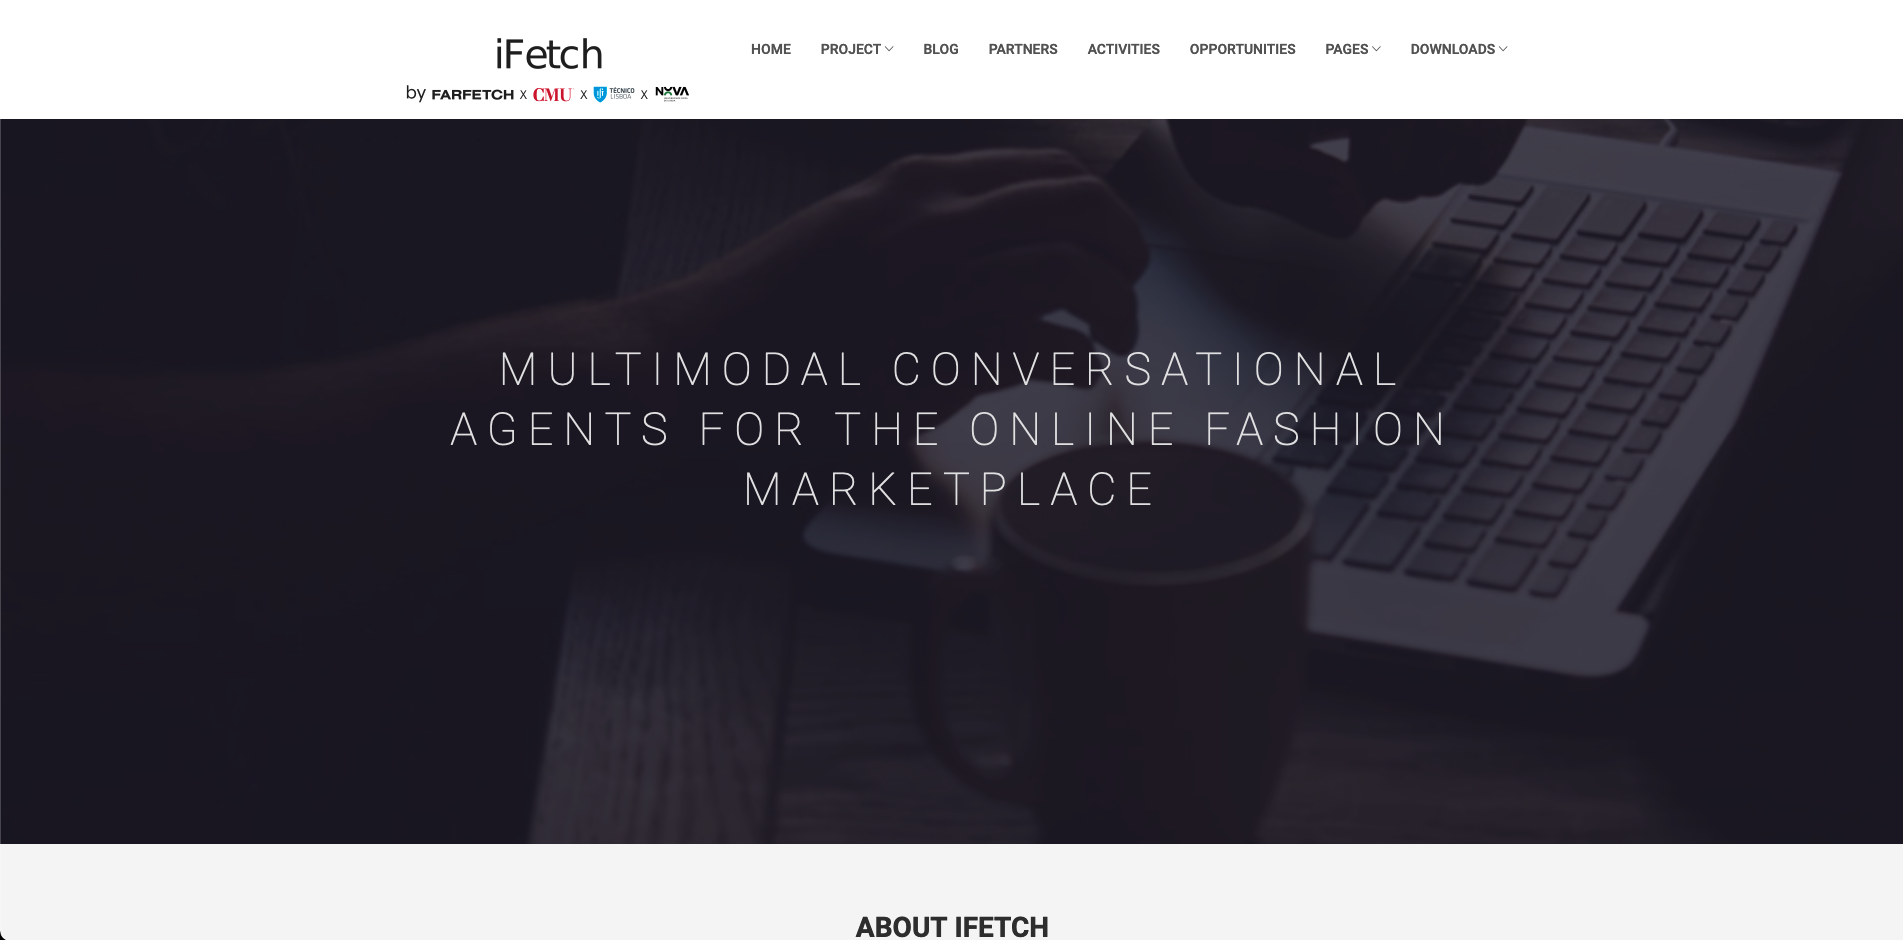 iFetch
by FARFETCH x CMU x TÉCNICO LISBOA x NOVA
HOME PROJECT BLOG PARTNERS ACTIVITIES OPPORTUNITIES PAGES DOWNLOADS
MULTIMODAL CONVERSATIONAL
AGENTS FOR THE ONLINE FASHION
MARKETPLACE
ABOUT IFETCH